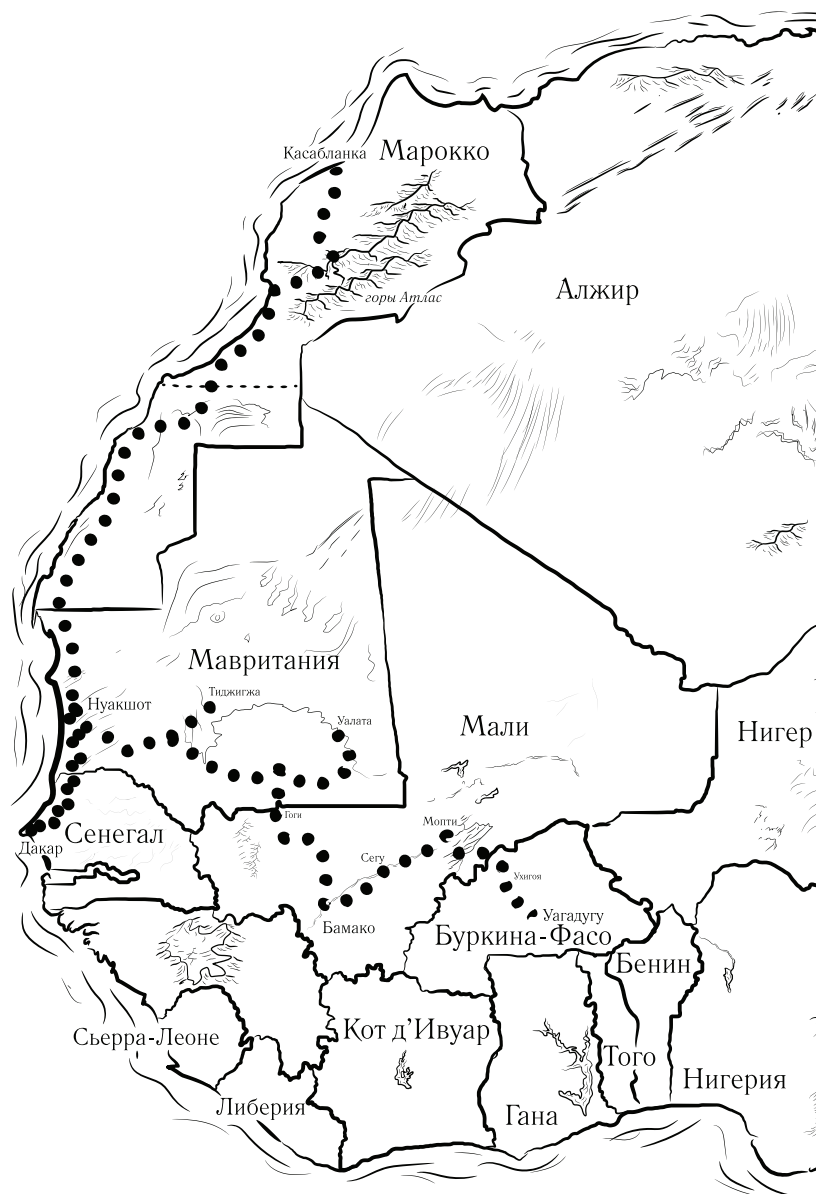 Касабланка
Марокко
Алжир
горы Атлас
Мавритания
Тиджигжа
Нуакшот
Уалата
Мали
Нигер
Гоги
Мопти
Сенегал
Дакар
Сегу
Ухигоя
Уагадугу
Бамако
Буркина-Фасо
Бенин
Сьерра-Леоне
Кот д’Ивуар
Того
Нигерия
Либерия
Гана